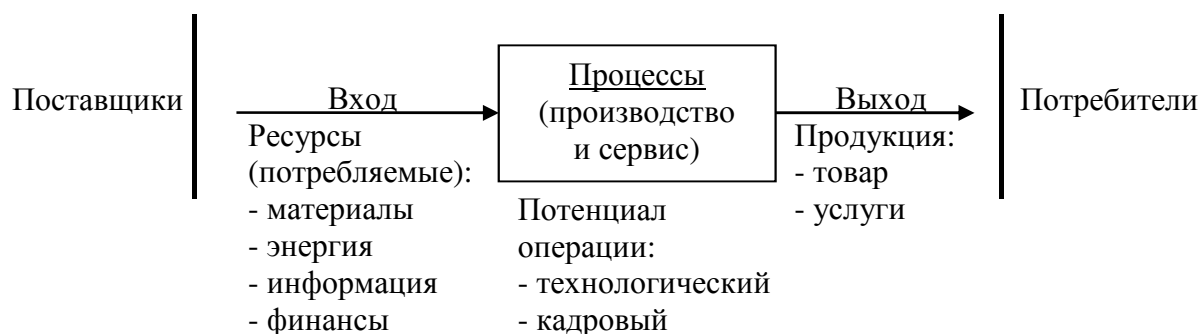 Поставщики
Вход
Ресурсы
(потребляемые):
- материалы
- энергия
- информация
- финансы
Процессы
(производство
и сервис)
Потенциал
операции:
- технологический
- кадровый
Выход
Продукция:
- товар
- услуги
Потребители